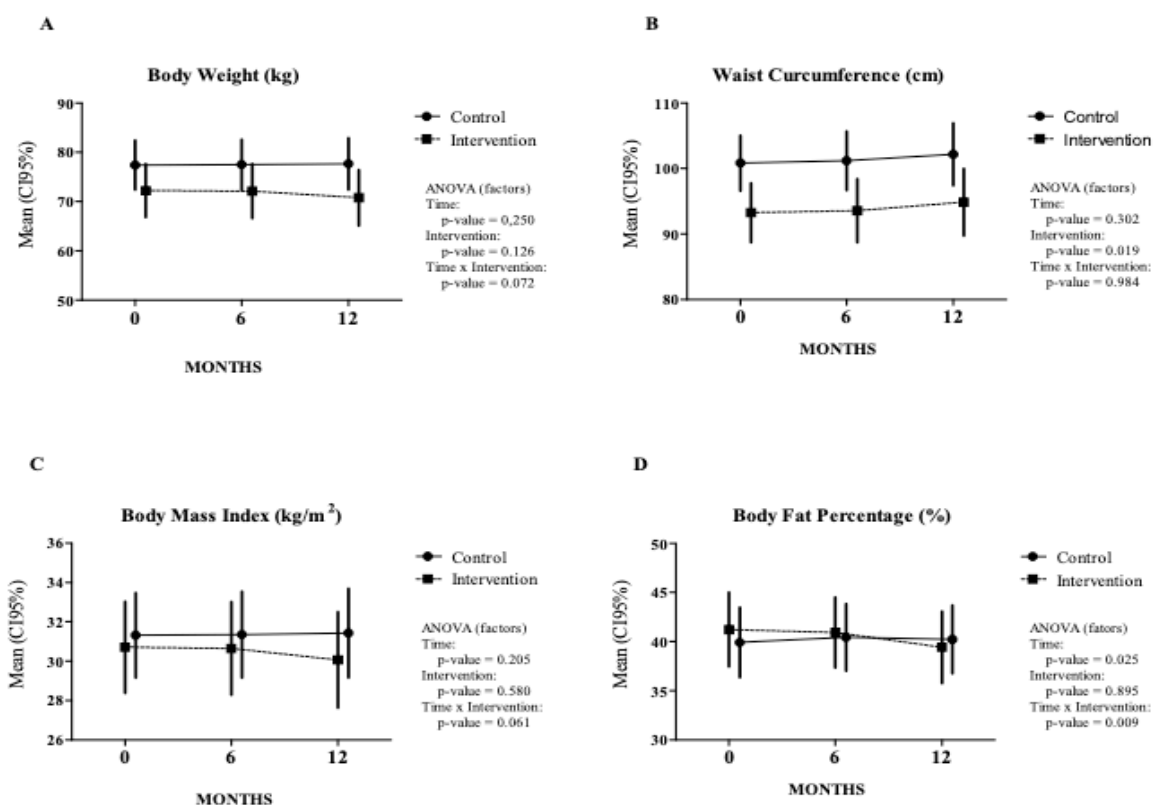 A
Body Weight (kg)
Mean (CI95%)
90
80
70
60
50
0 6 12
MONTHS
Control
Intervention
ANOVA (factors)
Time:
p-value = 0,250
Intervention:
p-value = 0.126
Time x Intervention:
p-value = 0.072
B
Waist Curcumference (cm)
Mean (CI95%)
110
100
90
80
0 6 12
MONTHS
Control
Intervention
ANOVA (factors)
Time:
p-value = 0.302
Intervention:
p-value = 0.019
Time x Intervention:
p-value = 0.984
C
Body Mass Index (kg/m²)
Mean (CI95%)
36
34
32
30
28
26
0 6 12
MONTHS
Control
Intervention
ANOVA (factors)
Time:
p-value = 0.205
Intervention:
p-value = 0.580
Time x Intervention:
p-value = 0.061
D
Body Fat Percentage (%)
Mean (CI95%)
50
45
40
35
30
0 6 12
MONTHS
Control
Intervention
ANOVA (fators)
Time:
p-value = 0.025
Intervention:
p-value = 0.895
Time x Intervention:
p-value = 0.009